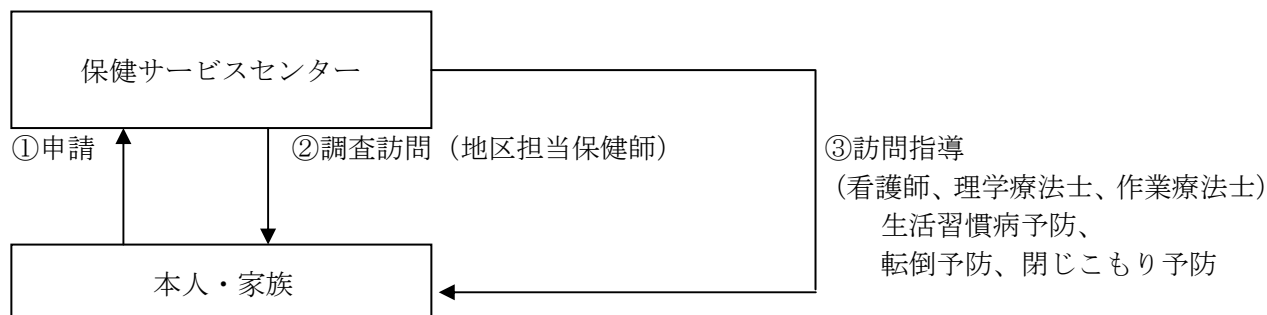 保健サービスセンター
①申請
②調査訪問（地区担当保健師）
③訪問指導
（看護師、理学療法士、作業療法士）
生活習慣病予防、
転倒予防、閉じこもり予防
本人・家族